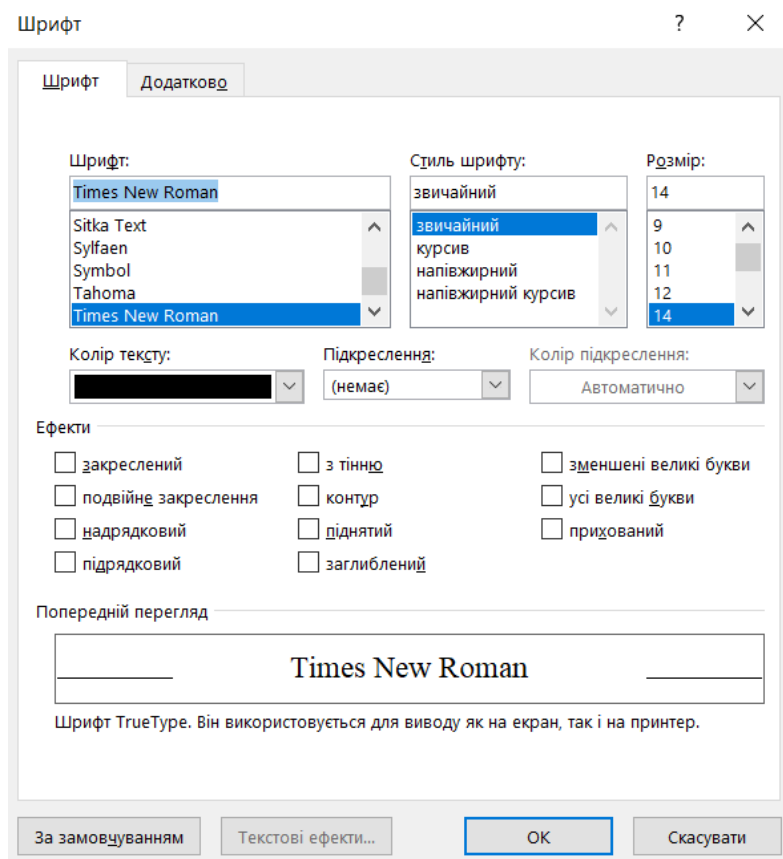 Шрифт ?
Шрифт Додатково
Шрифт: Стиль шрифту: Розмір:
Times New Roman звичайний 14
Sitka Text звичайний 9
Sylfaen курсив 10
Symbol напівжирний 11
Tahoma напівжирний курсив 12
Times New Roman 14
Колір тексту: Підкреслення: Колір підкреслення:
(немає) Автоматично
Ефекти
закреслений з тінню зменшені великі букви
подвійне закреслення контур усі великі букви
надрядковий піднятий прихований
підрядковий заглиблений
Попередній перегляд
Times New Roman
Шрифт TrueType. Він використовується для виводу як на екран, так і на принтер.
За замовчуванням Текстові ефекти... ОК Скасувати